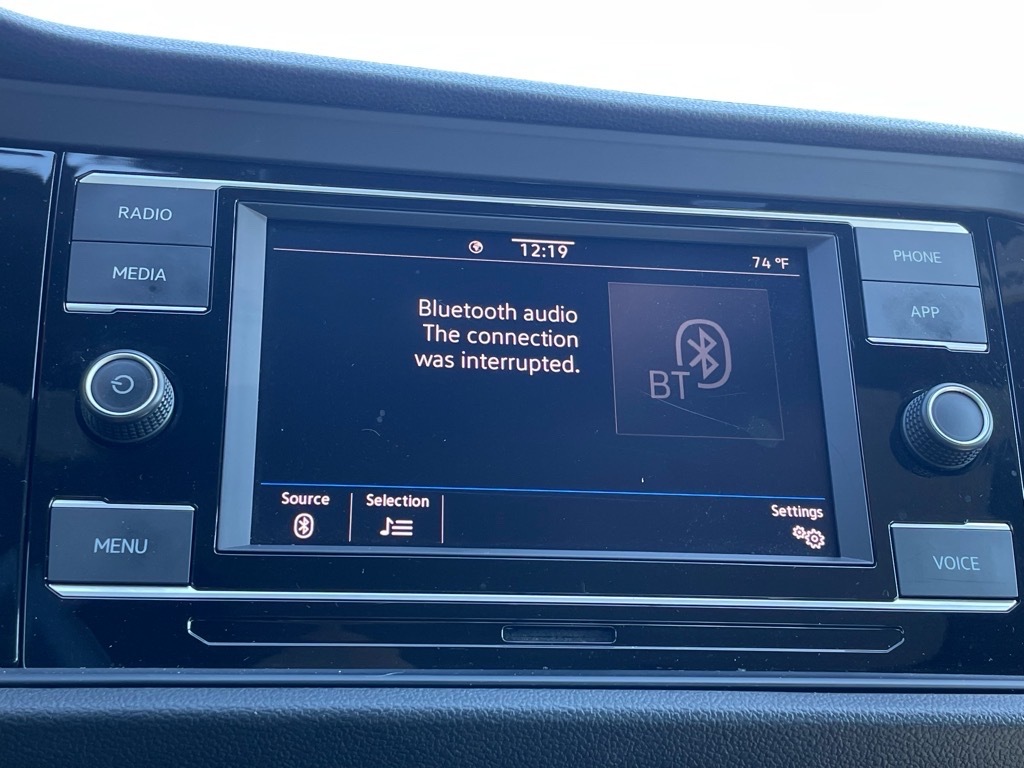 RADIO
MEDIA
MENU
12:19
74 °F
Bluetooth audio
The connection
was interrupted.
BT
Source
Selection
Settings
PHONE
APP
VOICE